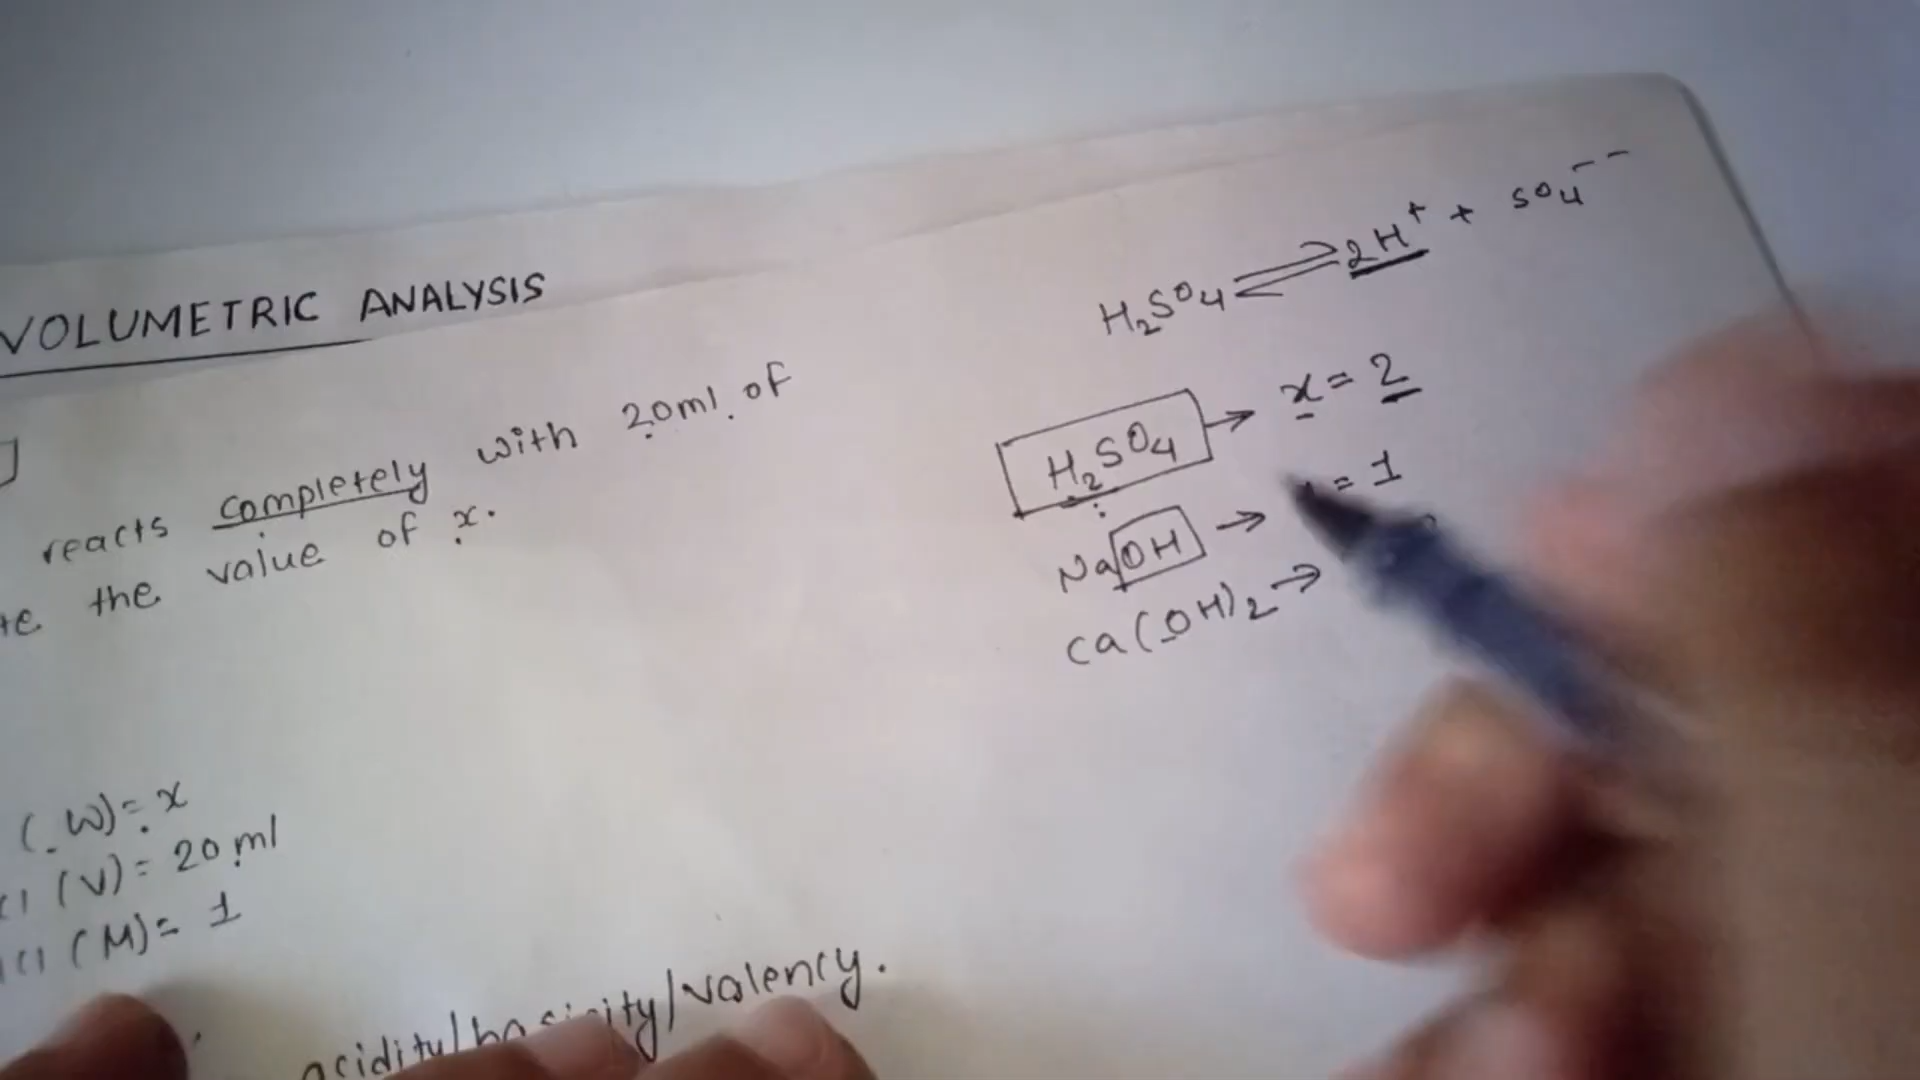 VOLUMETRIC ANALYSIS
reacts completely with 20ml. of
the value of x.
(W)= x
(V)= 20 ml
(M)= 1
acidity/basicity/valency.
H₂SO₄ ⇌ 2H⁺ + SO₄⁻⁻
H₂SO₄ → x = 2
NaOH → = 1
Ca(OH)₂ →